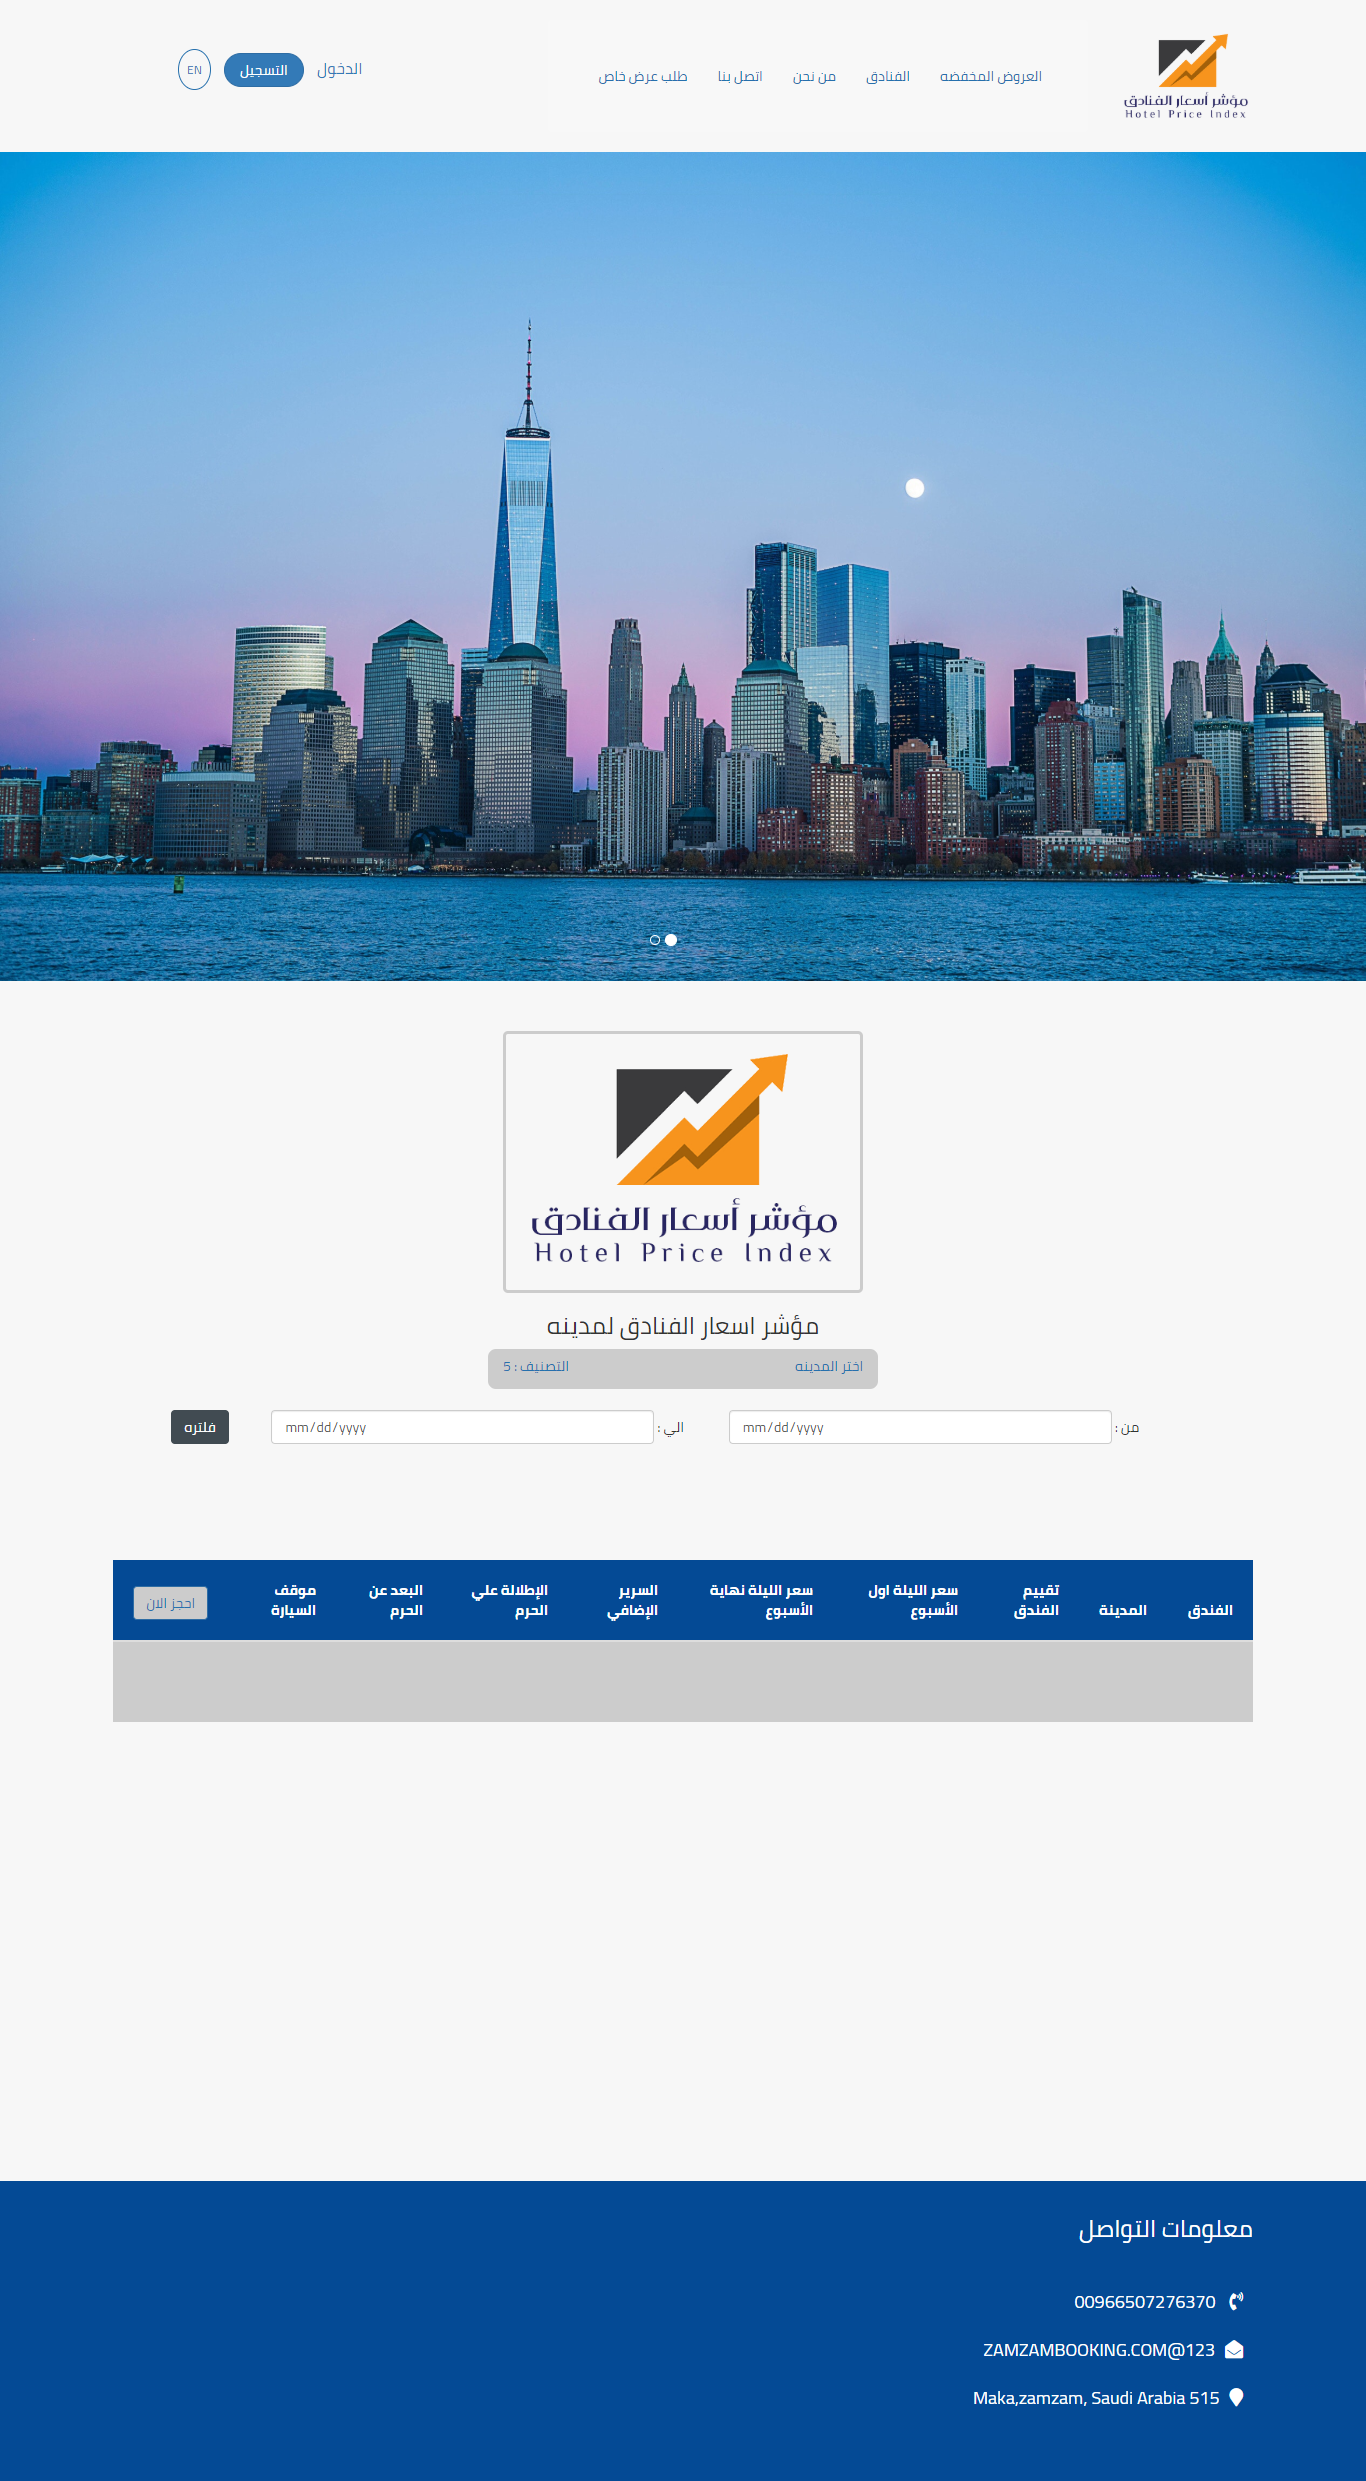 مؤشر أسعار الفنادق
Hotel Price Index
العروض المخفضه
الفنادق
من نحن
اتصل بنا
طلب عرض خاص
الدخول
التسجيل
EN
مؤشر أسعار الفنادق
Hotel Price Index
مؤشر اسعار الفنادق لمدينه
اختر المدينه
التصنيف : 5
من :
mm/dd/yyyy
الي :
mm/dd/yyyy
فلتره
الفندق
المدينة
تقييم
الفندق
سعر الليلة اول
الأسبوع
سعر الليلة نهاية
الأسبوع
السرير
الإضافي
الإطلالة علي
الحرم
البعد عن
الحرم
موقف
السيارة
احجز الان
معلومات التواصل
00966507276370
ZAMZAMBOOKING.COM@123
Maka,zamzam, Saudi Arabia 515